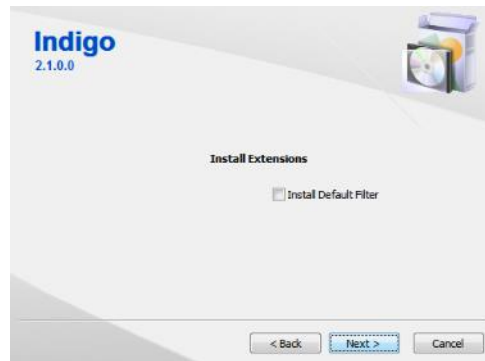 Indigo
2.1.0.0
Install Extensions
Install Default Filter
< Back Next > Cancel